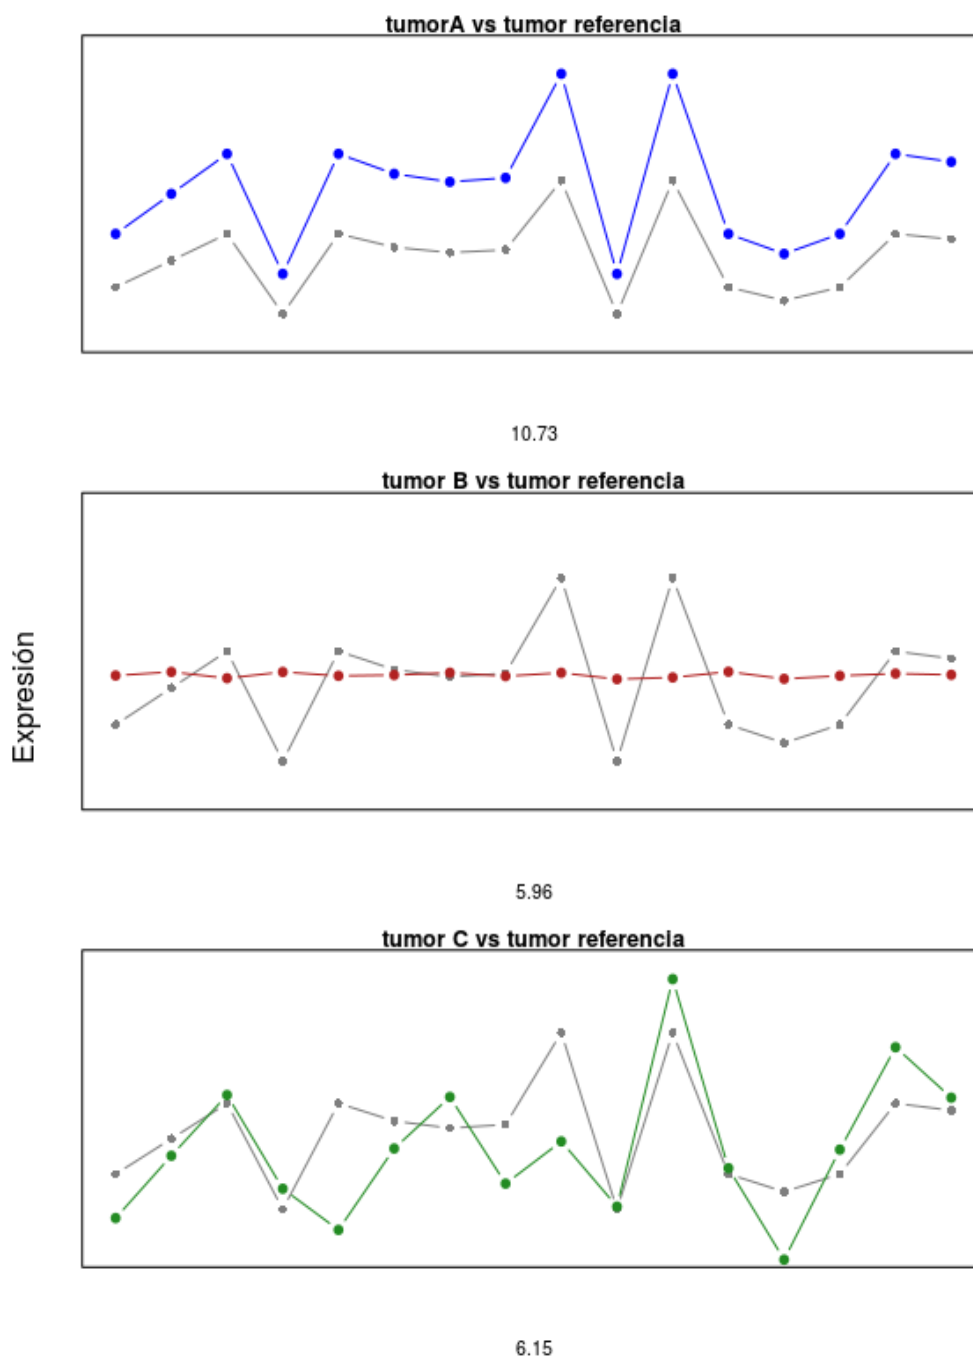 tumorA vs tumor referencia
10.73
tumor B vs tumor referencia
Expresión
5.96
tumor C vs tumor referencia
6.15